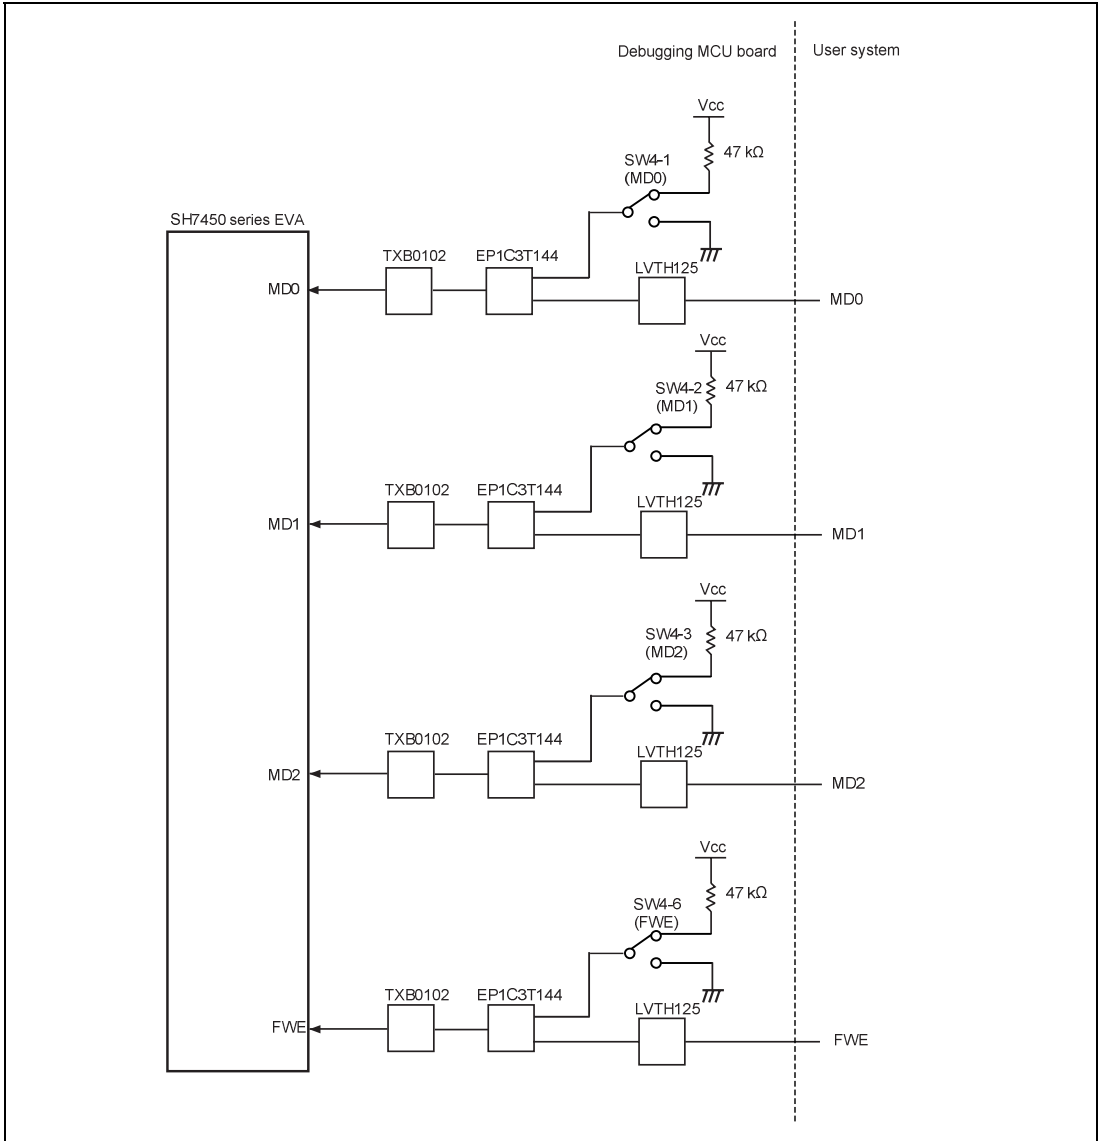 Debugging MCU board
User system
Vcc
47 kΩ
SW4-1
(MD0)
SH7450 series EVA
TXB0102
EP1C3T144
LVTH125
MD0
MD0
Vcc
47 kΩ
SW4-2
(MD1)
TXB0102
EP1C3T144
LVTH125
MD1
MD1
Vcc
47 kΩ
SW4-3
(MD2)
TXB0102
EP1C3T144
LVTH125
MD2
MD2
Vcc
47 kΩ
SW4-6
(FWE)
TXB0102
EP1C3T144
LVTH125
FWE
FWE